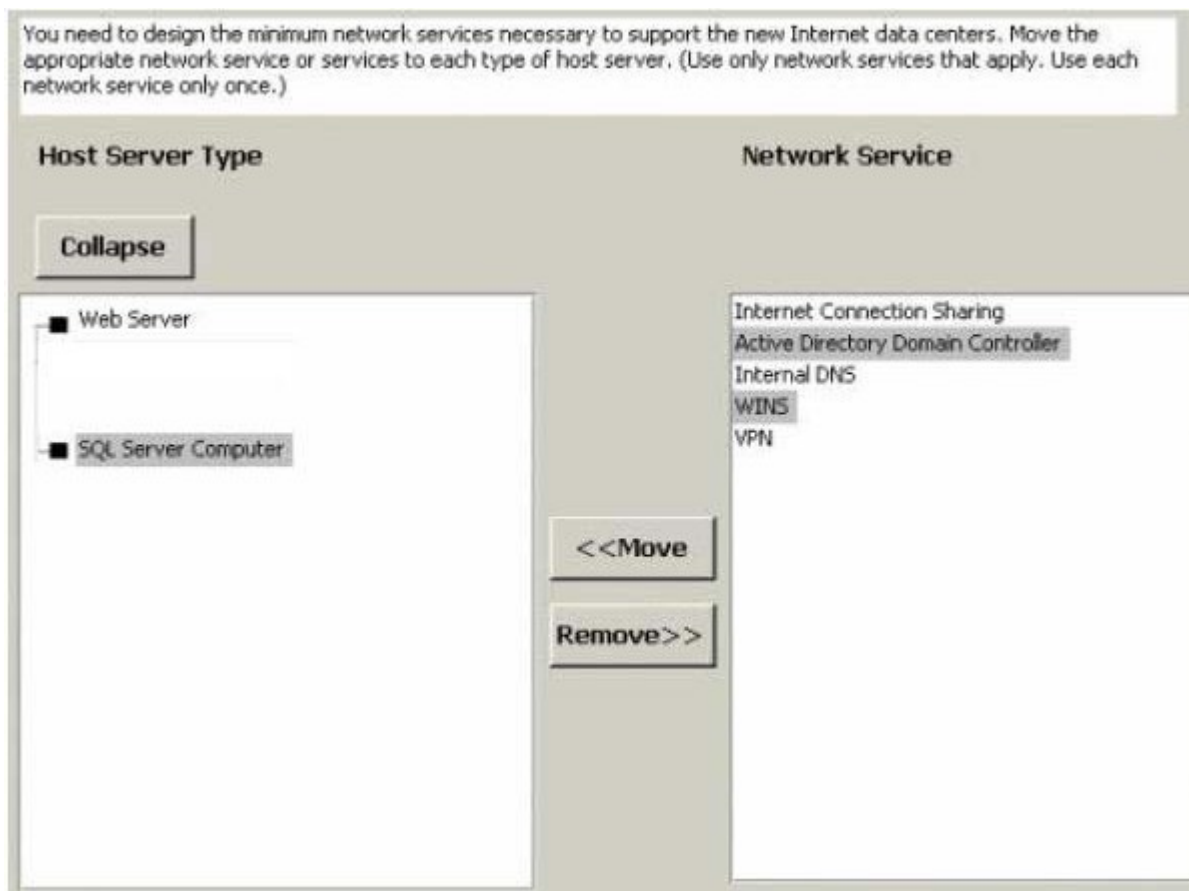 You need to design the minimum network services necessary to support the new Internet data centers. Move the
appropriate network service or services to each type of host server. (Use only network services that apply. Use each
network service only once.)
Host Server Type
Network Service
Collapse
Web Server
SQL Server Computer
Internet Connection Sharing
Active Directory Domain Controller
Internal DNS
WINS
VPN
<<Move
Remove>>